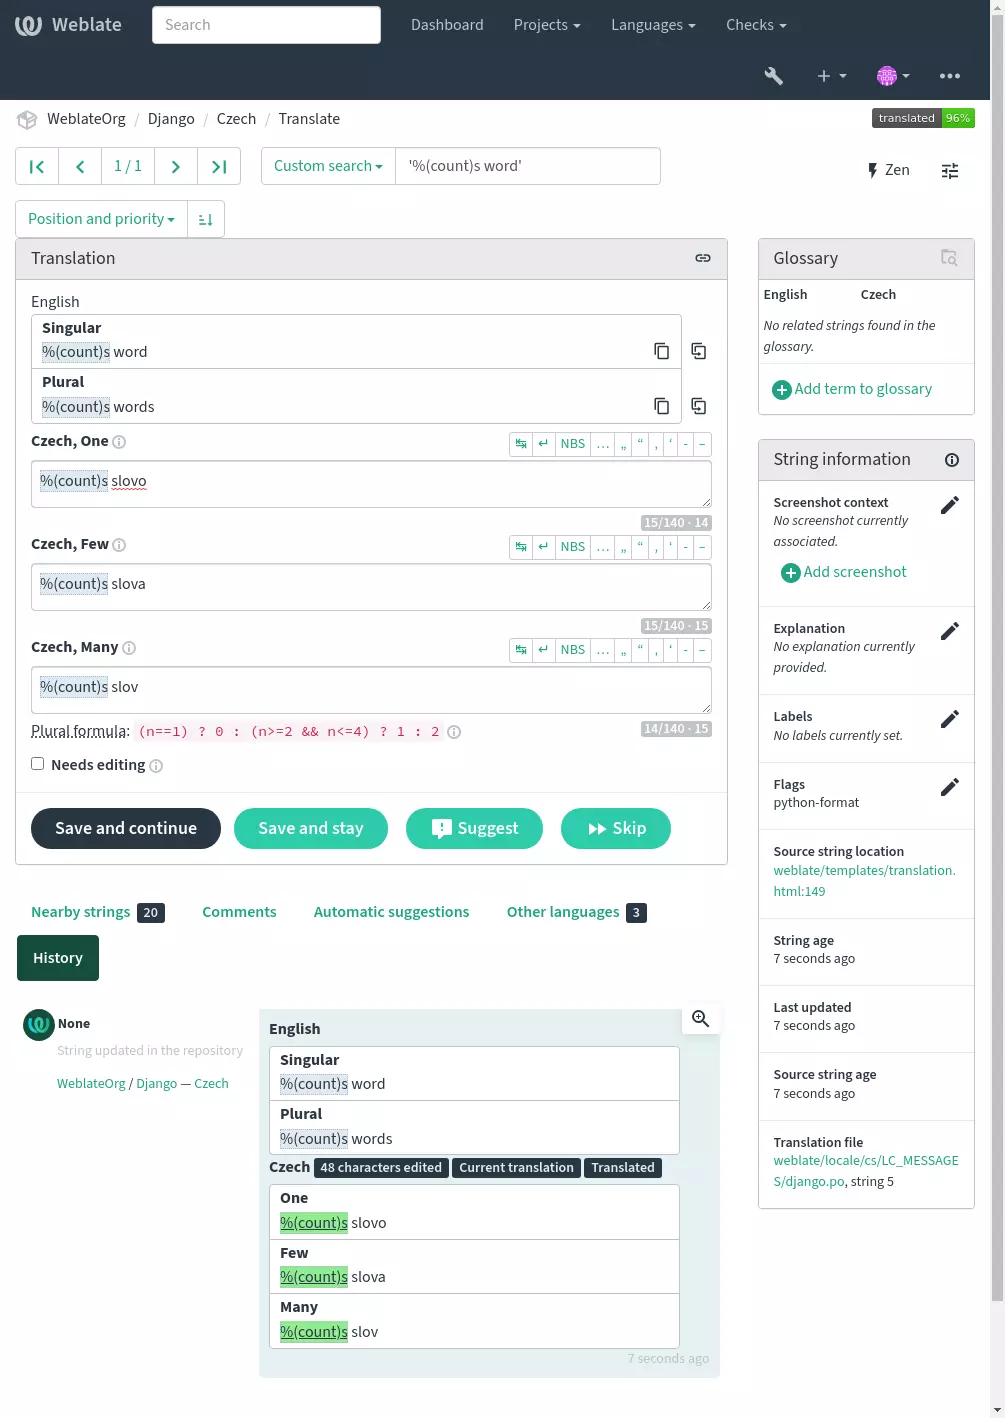 Weblate
Search
Dashboard
Projects
Languages
Checks
WeblateOrg / Django / Czech / Translate
translated 96%
1 / 1
Custom search
'%(count)s word'
Zen
Position and priority
Translation
English
Singular
%(count)s word
Plural
%(count)s words
Czech, One
NBS … „ “ ‚ ‘ - –
%(count)s slovo
15/140 · 14
Czech, Few
NBS … „ “ ‚ ‘ - –
%(count)s slova
15/140 · 15
Czech, Many
NBS … „ “ ‚ ‘ - –
%(count)s slov
14/140 · 15
Plural formula: (n==1) ? 0 : (n>=2 && n<=4) ? 1 : 2
Needs editing
Save and continue
Save and stay
Suggest
Skip
Glossary
English Czech
No related strings found in the
glossary.
Add term to glossary
String information
Screenshot context
No screenshot currently
associated.
Add screenshot
Explanation
No explanation currently
provided.
Labels
No labels currently set.
Flags
python-format
Source string location
weblate/templates/translation.
html:149
String age
7 seconds ago
Last updated
7 seconds ago
Source string age
7 seconds ago
Translation file
weblate/locale/cs/LC_MESSAGE
S/django.po, string 5
Nearby strings 20
Comments
Automatic suggestions
Other languages 3
History
None
String updated in the repository
WeblateOrg / Django — Czech
English
Singular
%(count)s word
Plural
%(count)s words
Czech 48 characters edited Current translation Translated
One
%(count)s slovo
Few
%(count)s slova
Many
%(count)s slov
7 seconds ago